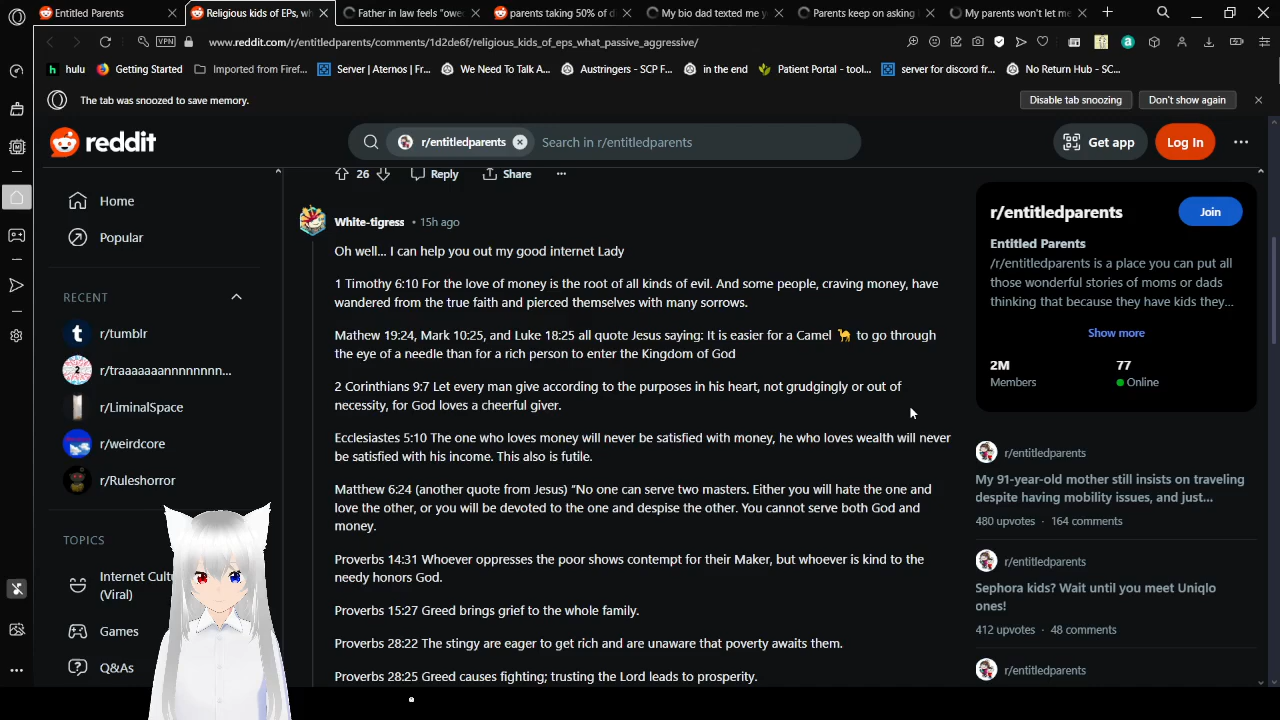 Entitled Parents
Religious kids of EPs, wh
Father in law feels "owe
parents taking 50% of d
My bio dad texted me y
Parents keep on asking
My parents won't let me
VPN
www.reddit.com/r/entitledparents/comments/1d2de6f/religious_kids_of_eps_what_passive_aggressive/
hulu
Getting Started
Imported from Firef...
Server | Aternos | Fr...
We Need To Talk A...
Austringers - SCP F...
in the end
Patient Portal - tool...
server for discord fr...
No Return Hub - SC...
The tab was snoozed to save memory.
Disable tab snoozing
Don't show again
reddit
r/entitledparents
Search in r/entitledparents
Get app
Log In
Home
Popular
RECENT
r/tumblr
r/traaaaaaannnnnnnn...
r/LiminalSpace
r/weirdcore
r/Ruleshorror
TOPICS
Internet Cult
(Viral)
Games
Q&As
26
Reply
Share
White-tigress • 15h ago
Oh well... I can help you out my good internet Lady
1 Timothy 6:10 For the love of money is the root of all kinds of evil. And some people, craving money, have
wandered from the true faith and pierced themselves with many sorrows.
Mathew 19:24, Mark 10:25, and Luke 18:25 all quote Jesus saying: It is easier for a Camel 🐪 to go through
the eye of a needle than for a rich person to enter the Kingdom of God
2 Corinthians 9:7 Let every man give according to the purposes in his heart, not grudgingly or out of
necessity, for God loves a cheerful giver.
Ecclesiastes 5:10 The one who loves money will never be satisfied with money, he who loves wealth will never
be satisfied with his income. This also is futile.
Matthew 6:24 (another quote from Jesus) “No one can serve two masters. Either you will hate the one and
love the other, or you will be devoted to the one and despise the other. You cannot serve both God and
money.
Proverbs 14:31 Whoever oppresses the poor shows contempt for their Maker, but whoever is kind to the
needy honors God.
Proverbs 15:27 Greed brings grief to the whole family.
Proverbs 28:22 The stingy are eager to get rich and are unaware that poverty awaits them.
Proverbs 28:25 Greed causes fighting; trusting the Lord leads to prosperity.
r/entitledparents
Join
Entitled Parents
/r/entitledparents is a place you can put all
those wonderful stories of moms or dads
thinking that because they have kids they...
Show more
2M
Members
77
Online
r/entitledparents
My 91-year-old mother still insists on traveling
despite having mobility issues, and just...
480 upvotes · 164 comments
r/entitledparents
Sephora kids? Wait until you meet Uniqlo
ones!
412 upvotes · 48 comments
r/entitledparents